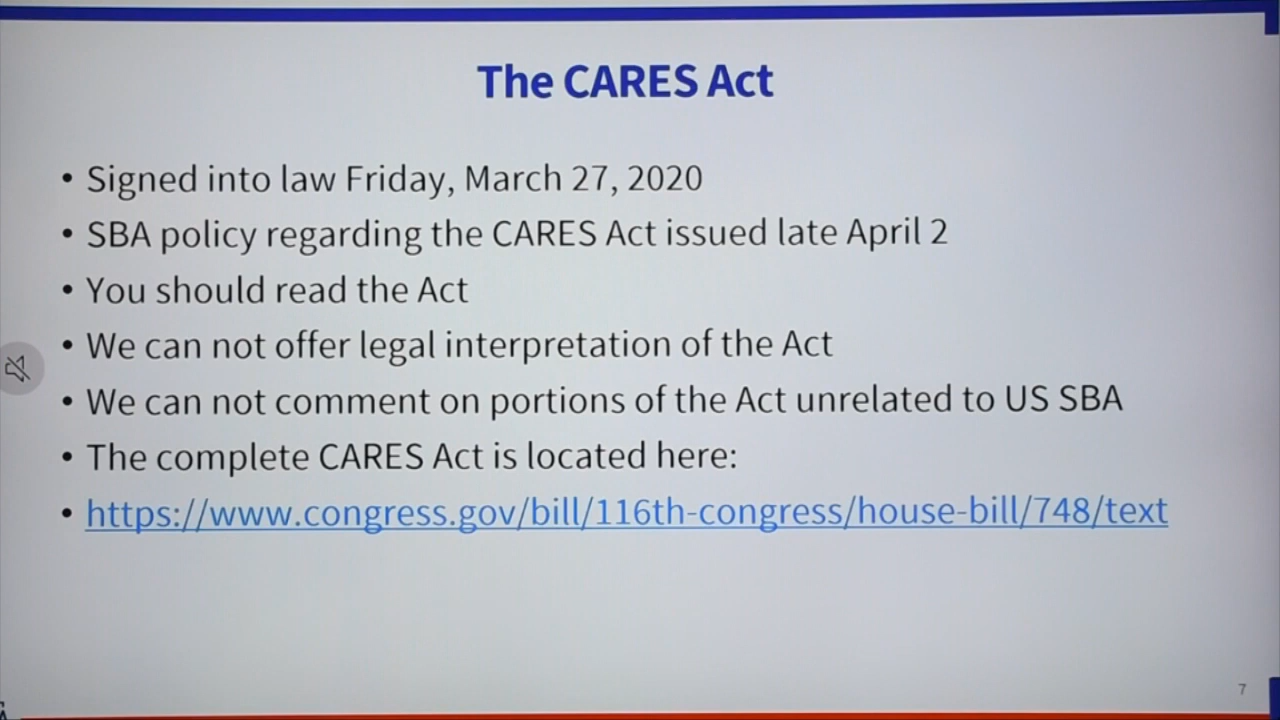 The CARES Act
• Signed into law Friday, March 27, 2020
• SBA policy regarding the CARES Act issued late April 2
• You should read the Act
• We can not offer legal interpretation of the Act
• We can not comment on portions of the Act unrelated to US SBA
• The complete CARES Act is located here:
• https://www.congress.gov/bill/116th-congress/house-bill/748/text
7